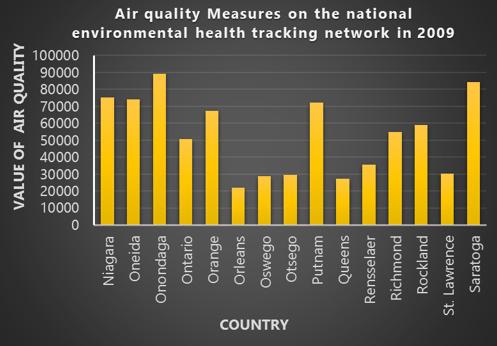 Air quality Measures on the national
environmental health tracking network in 2009
VALUE OF AIR QUALITY
100000
90000
80000
70000
60000
50000
40000
30000
20000
10000
0
Niagara
Oneida
Onondaga
Ontario
Orange
Orleans
Oswego
Otsego
Putnam
Queens
Rensselaer
Richmond
Rockland
St. Lawrence
Saratoga
COUNTRY